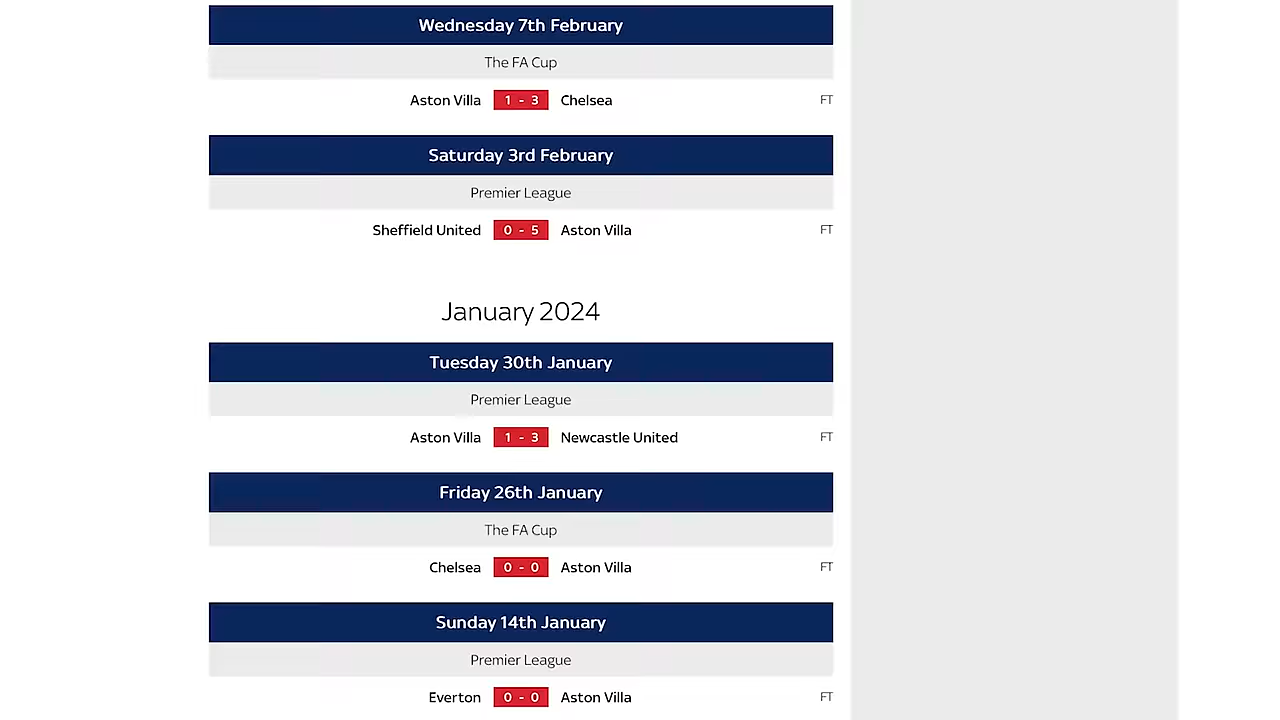 Wednesday 7th February
The FA Cup
Aston Villa 1 - 3 Chelsea FT
Saturday 3rd February
Premier League
Sheffield United 0 - 5 Aston Villa FT
January 2024
Tuesday 30th January
Premier League
Aston Villa 1 - 3 Newcastle United FT
Friday 26th January
The FA Cup
Chelsea 0 - 0 Aston Villa FT
Sunday 14th January
Premier League
Everton 0 - 0 Aston Villa FT